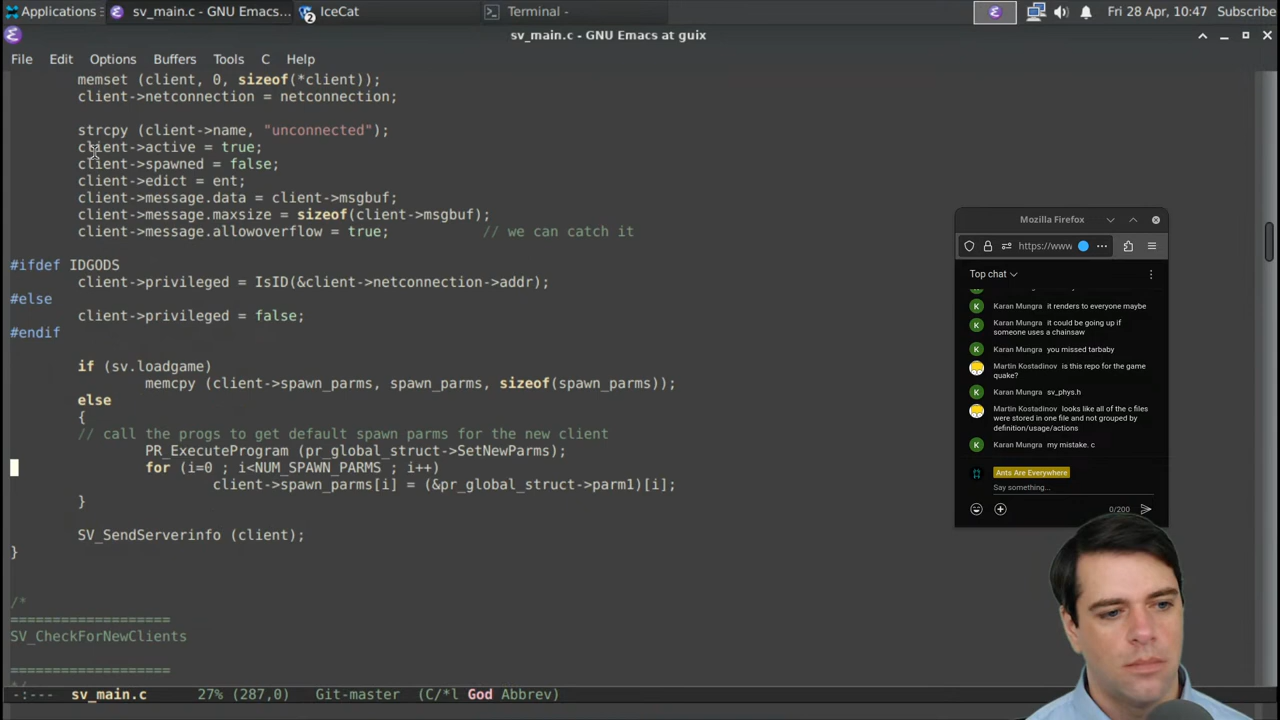 Applications
sv_main.c - GNU Emacs...
2
IceCat
Terminal -
Fri 28 Apr, 10:47
Subscribe
sv_main.c - GNU Emacs at guix
File Edit Options Buffers Tools C Help
memset (client, 0, sizeof(*client));
client->netconnection = netconnection;
strcpy (client->name, "unconnected");
client->active = true;
client->spawned = false;
client->edict = ent;
client->message.data = client->msgbuf;
client->message.maxsize = sizeof(client->msgbuf);
client->message.allowoverflow = true; // we can catch it
#ifdef IDGODS
client->privileged = IsID(&client->netconnection->addr);
#else
client->privileged = false;
#endif
if (sv.loadgame)
memcpy (client->spawn_parms, spawn_parms, sizeof(spawn_parms));
else
{
// call the progs to get default spawn parms for the new client
PR_ExecuteProgram (pr_global_struct->SetNewParms);
for (i=0 ; i<NUM_SPAWN_PARMS ; i++)
client->spawn_parms[i] = (&pr_global_struct->parm1)[i];
}
SV_SendServerinfo (client);
}
/*
===================
SV_CheckForNewClients
===================
-:--- sv_main.c 27% (287,0) Git-master (C/*l God Abbrev)
Mozilla Firefox
https://www
Top chat
K Karan Mungra it renders to everyone maybe
K Karan Mungra it could be going up if
someone uses a chainsaw
K Karan Mungra you missed tarbaby
Martin Kostadinov is this repo for the game
quake?
K Karan Mungra sv_phys.h
Martin Kostadinov looks like all of the c files
were stored in one file and not grouped by
definition/usage/actions
K Karan Mungra my mistake. c
Ants Are Everywhere
Say something...
0/200